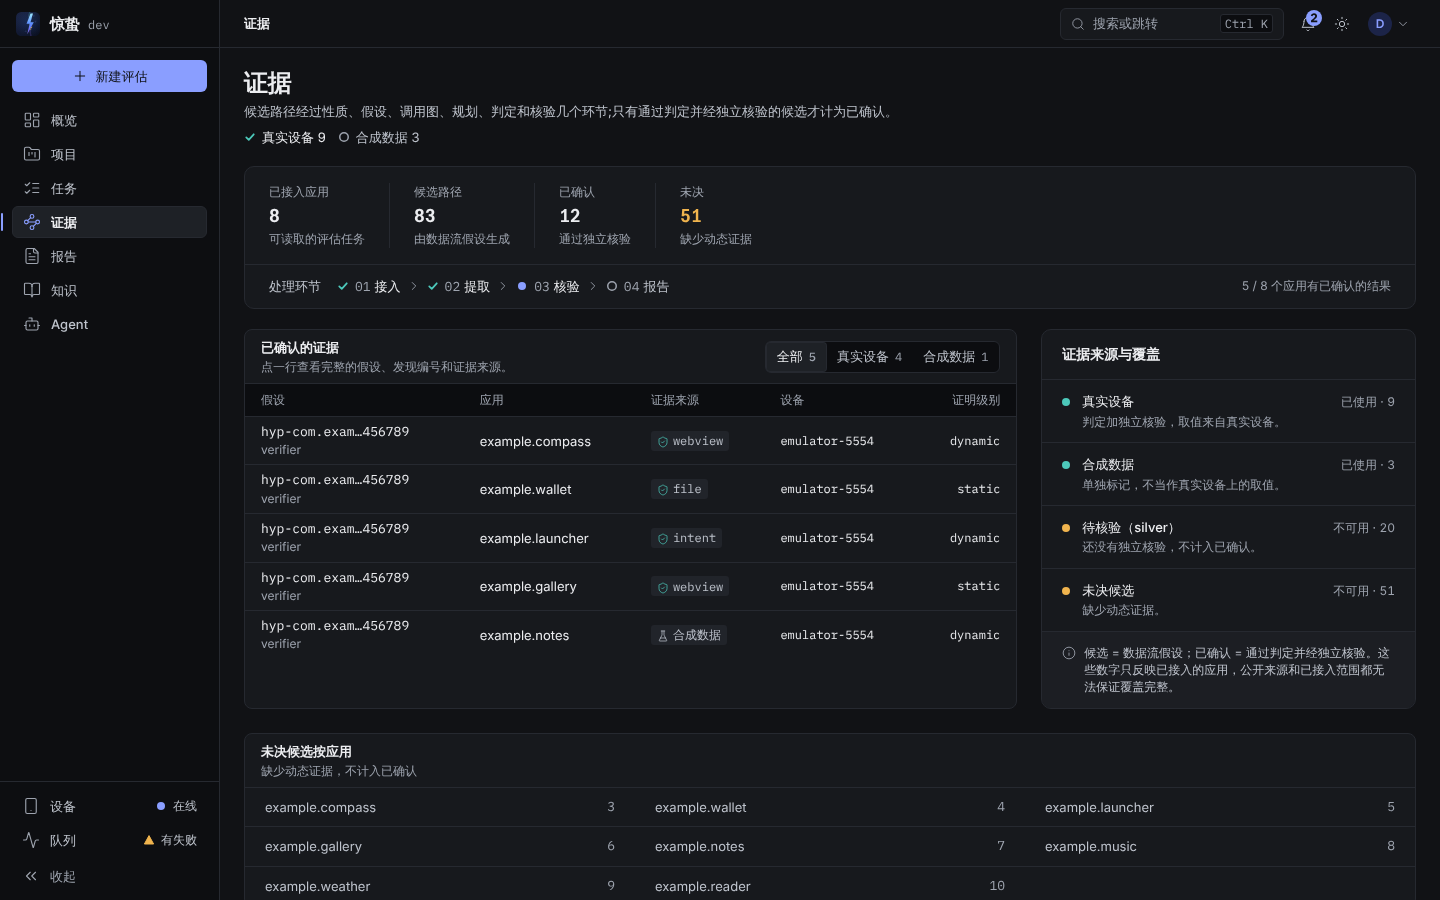 惊蛰 dev
证据
搜索或跳转 Ctrl K
2
D
新建评估
概览
项目
任务
证据
报告
知识
Agent
设备 在线
队列 有失败
收起
证据
候选路径经过性质、假设、调用图、规划、判定和核验几个环节;只有通过判定并经独立核验的候选才计为已确认。
真实设备 9 合成数据 3
已接入应用 候选路径 已确认 未决
8 83 12 51
可读取的评估任务 由数据流假设生成 通过独立核验 缺少动态证据
处理环节 01 接入 02 提取 03 核验 04 报告 5 / 8 个应用有已确认的结果
已确认的证据
点一行查看完整的假设、发现编号和证据来源。
全部 5 真实设备 4 合成数据 1
假设 应用 证据来源 设备 证明级别
hyp-com.exam…456789
verifier
example.compass webview emulator-5554 dynamic
hyp-com.exam…456789
verifier
example.wallet file emulator-5554 static
hyp-com.exam…456789
verifier
example.launcher intent emulator-5554 dynamic
hyp-com.exam…456789
verifier
example.gallery webview emulator-5554 static
hyp-com.exam…456789
verifier
example.notes 合成数据 emulator-5554 dynamic
证据来源与覆盖
真实设备 已使用 · 9
判定加独立核验，取值来自真实设备。
合成数据 已使用 · 3
单独标记，不当作真实设备上的取值。
待核验（silver） 不可用 · 20
还没有独立核验，不计入已确认。
未决候选 不可用 · 51
缺少动态证据。
候选 = 数据流假设；已确认 = 通过判定并经独立核验。这
些数字只反映已接入的应用，公开来源和已接入范围都无
法保证覆盖完整。
未决候选按应用
缺少动态证据，不计入已确认
example.compass 3 example.wallet 4 example.launcher 5
example.gallery 6 example.notes 7 example.music 8
example.weather 9 example.reader 10